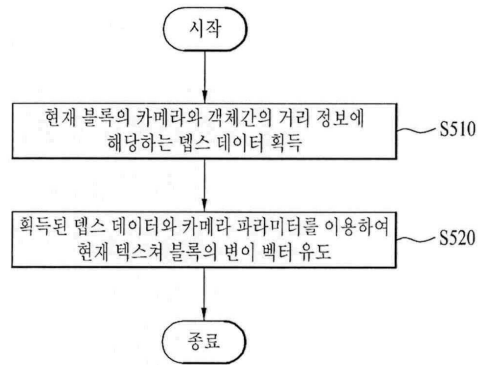 시작
현재 블록의 카메라와 객체간의 거리 정보에
해당하는 뎁스 데이터 획득
S510
획득된 뎁스 데이터와 카메라 파라미터를 이용하여
현재 텍스쳐 블록의 변이 벡터 유도
S520
종료